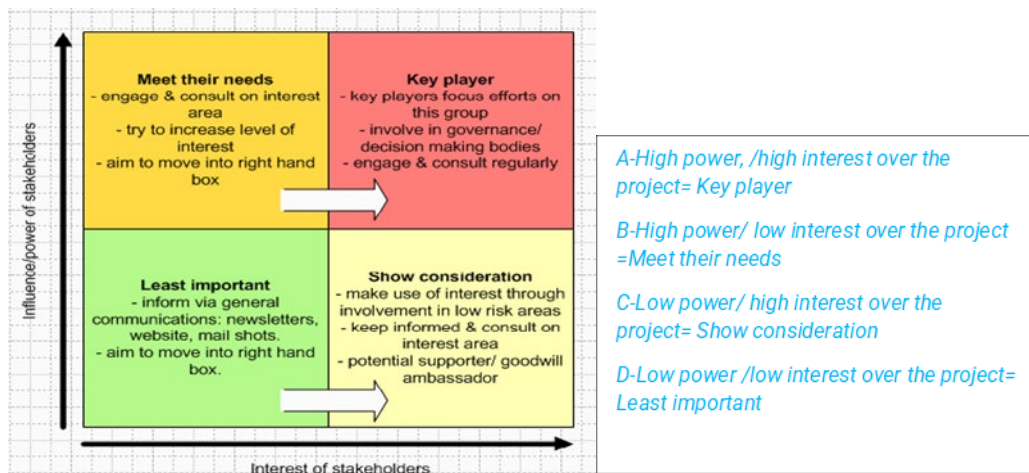 Influence/power of stakeholders
Meet their needs
- engage & consult on interest
area
- try to increase level of
interest
- aim to move into right hand
box
Key player
- key players focus efforts on
this group
- involve in governance/
decision making bodies
- engage & consult regularly
Least important
- inform via general
communications: newsletters,
website, mail shots.
- aim to move into right hand
box.
Show consideration
- make use of interest through
involvement in low risk areas
- keep informed & consult on
interest area
- potential supporter/ goodwill
ambassador
Interest of stakeholders
A-High power, /high interest over the
project= Key player
B-High power/ low interest over the project
=Meet their needs
C-Low power/ high interest over the
project= Show consideration
D-Low power /low interest over the project=
Least important